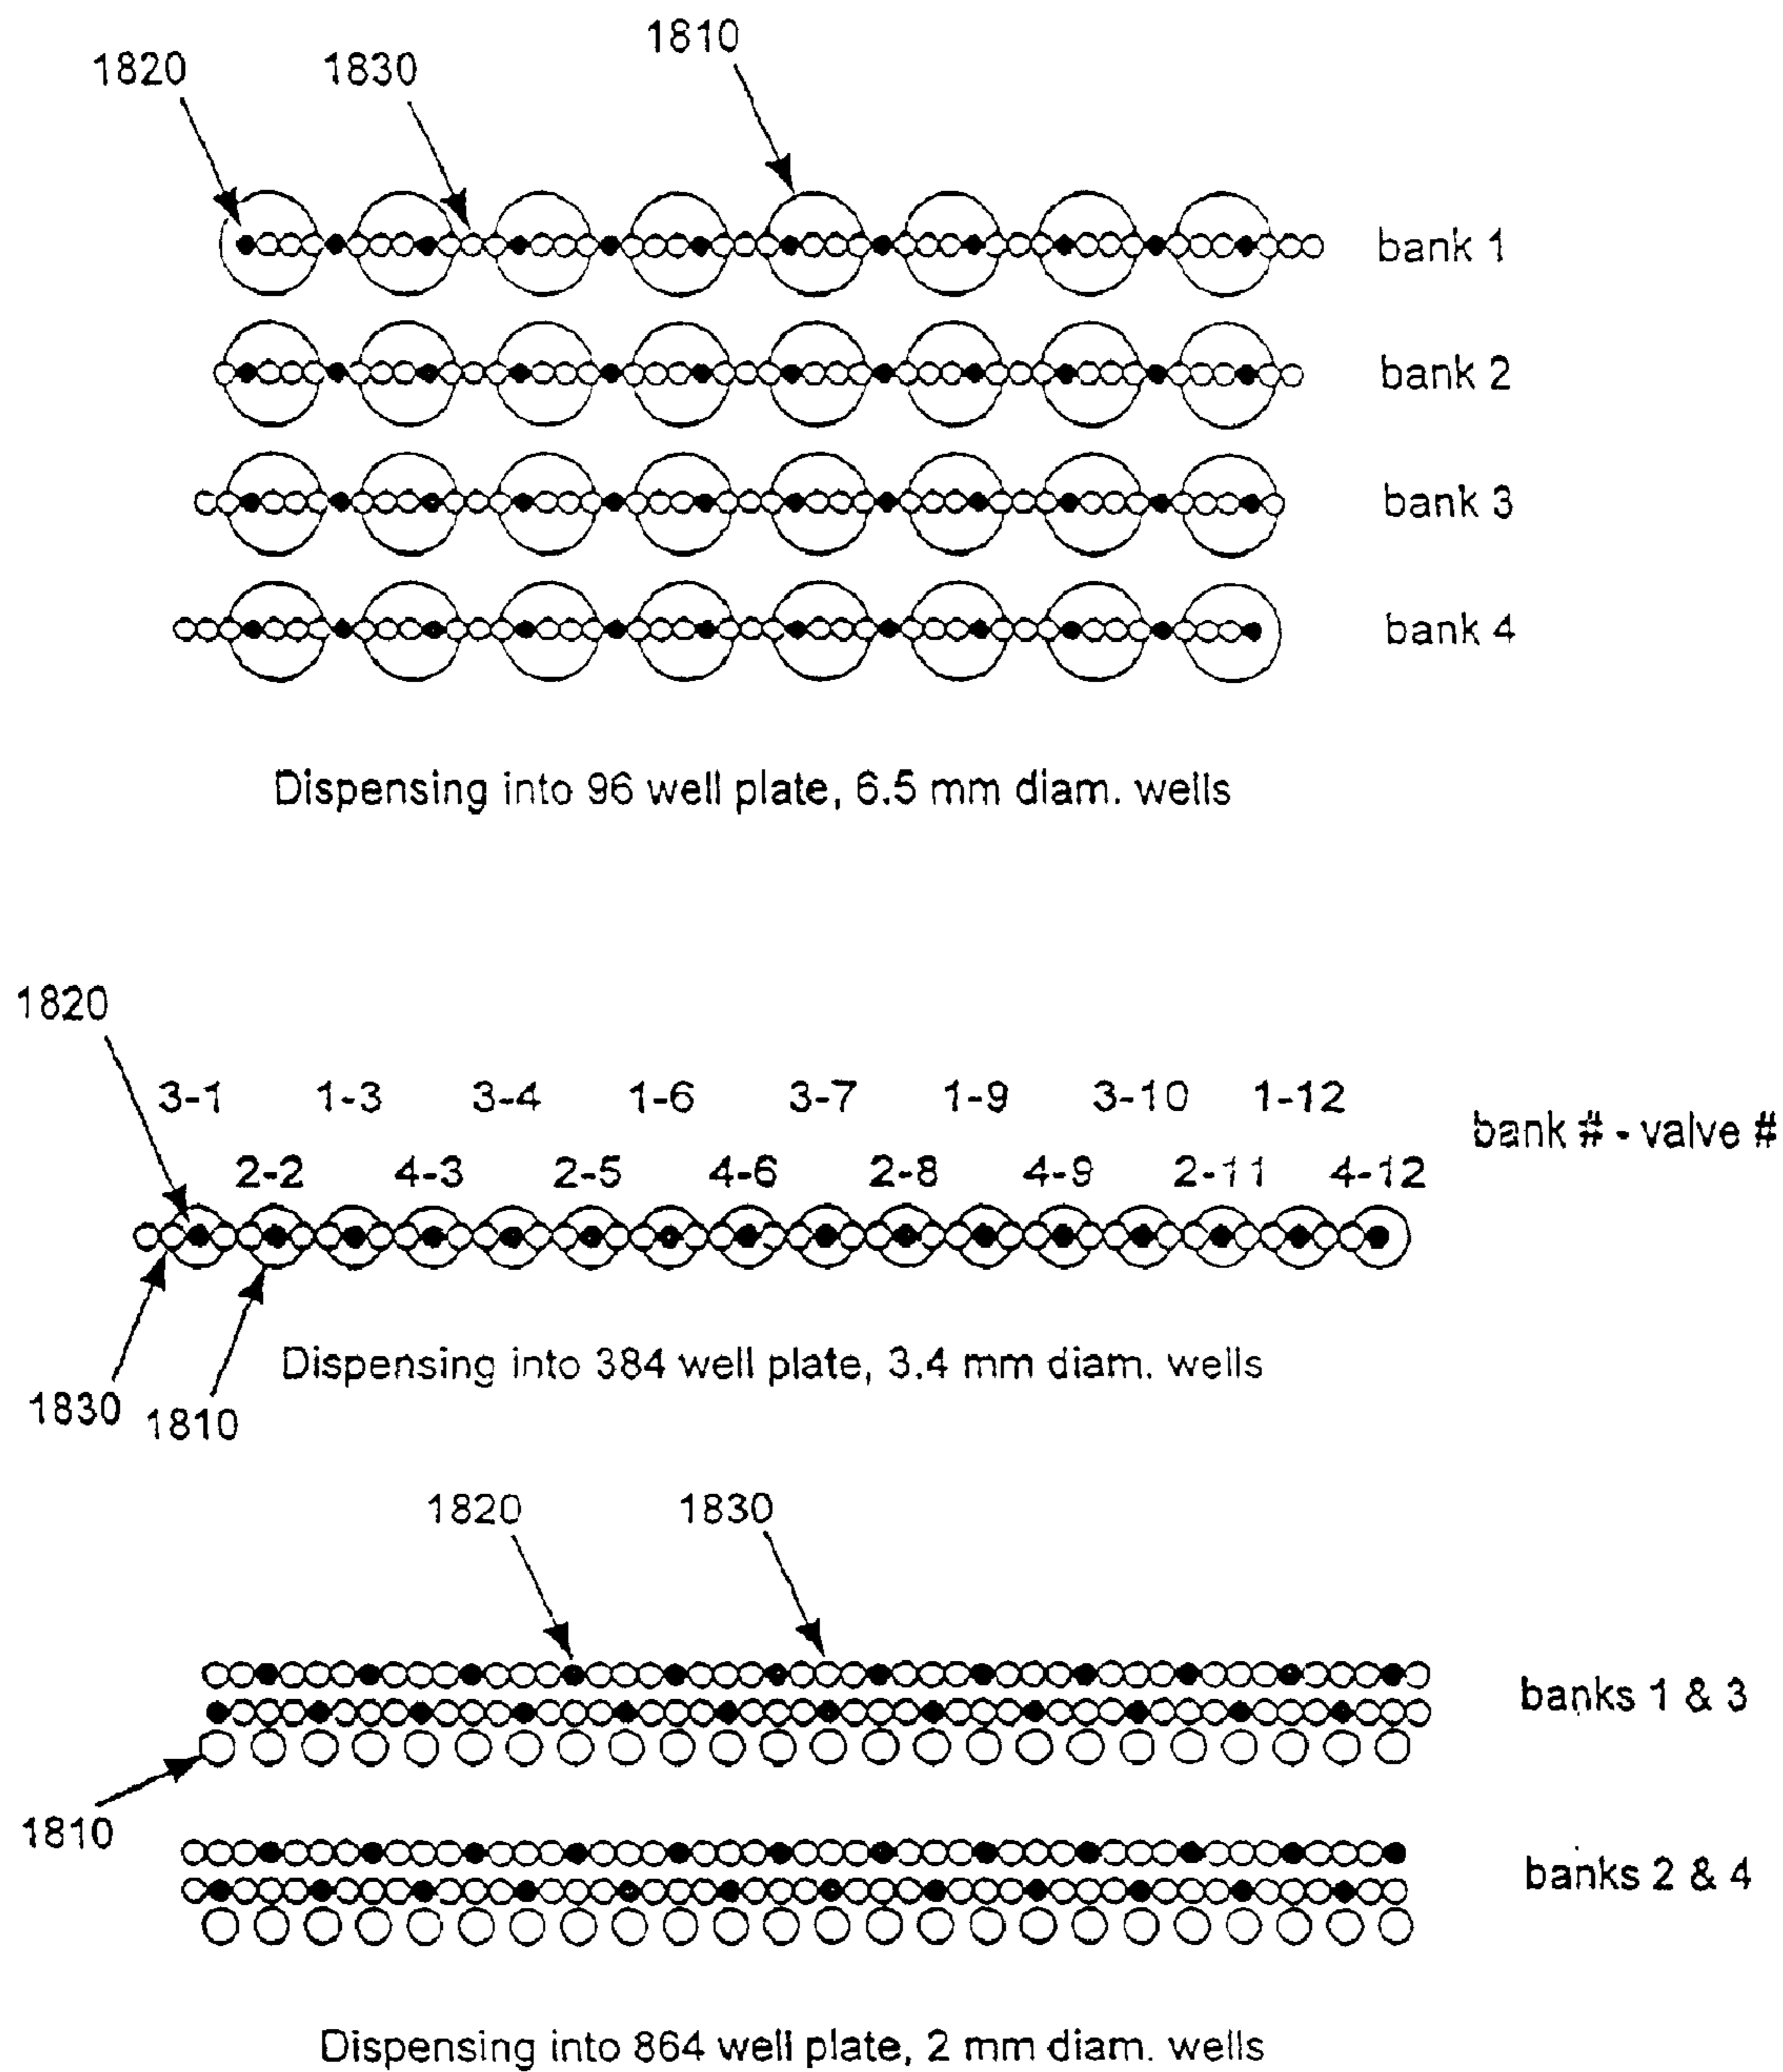 1810
1820 1830
bank 1
bank 2
bank 3
bank 4
Dispensing into 96 well plate, 6.5 mm diam. wells
1820
3-1 1-3 3-4 1-6 3-7 1-9 3-10 1-12
bank # - valve #
2-2 4-3 2-5 4-6 2-8 4-9 2-11 4-12
Dispensing into 384 well plate, 3.4 mm diam. wells
1830 1810
1820 1830
banks 1 & 3
1810
banks 2 & 4
Dispensing into 864 well plate, 2 mm diam. wells